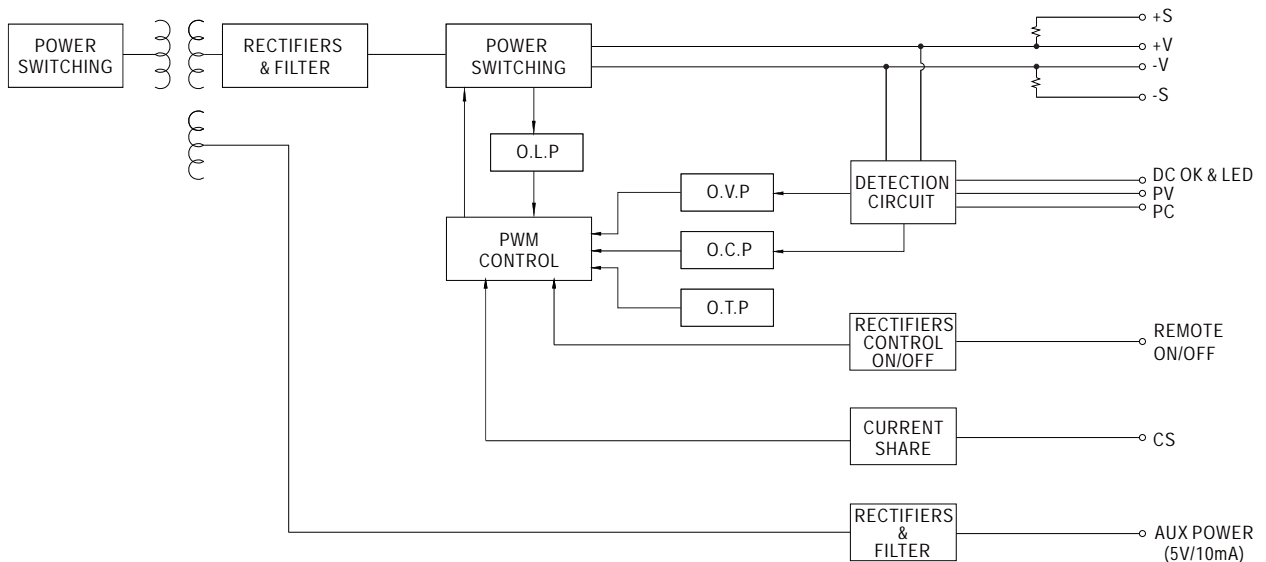 POWER
SWITCHING
RECTIFIERS
& FILTER
POWER
SWITCHING
+S
+V
-V
-S
O.L.P
O.V.P
DETECTION
CIRCUIT
DC OK & LED
PV
PC
PWM
CONTROL
O.C.P
O.T.P
RECTIFIERS
CONTROL
ON/OFF
REMOTE
ON/OFF
CURRENT
SHARE
CS
RECTIFIERS
&
FILTER
AUX POWER
(5V/10mA)